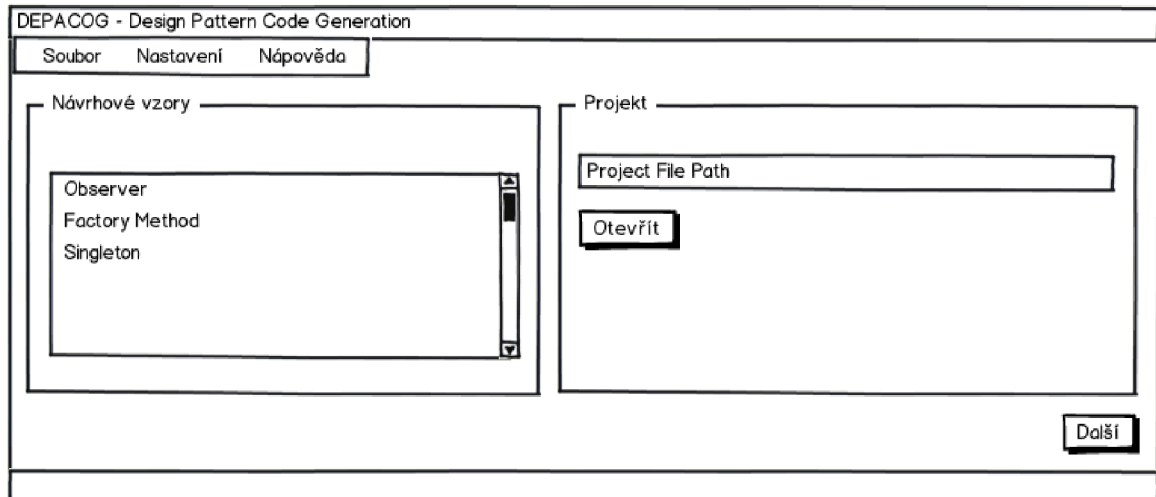 DEPACOG - Design Pattern Code Generation
Soubor Nastavení Nápověda
Návrhové vzory
Observer
Factory Method
Singleton
Projekt
Project File Path
Otevřít
Další